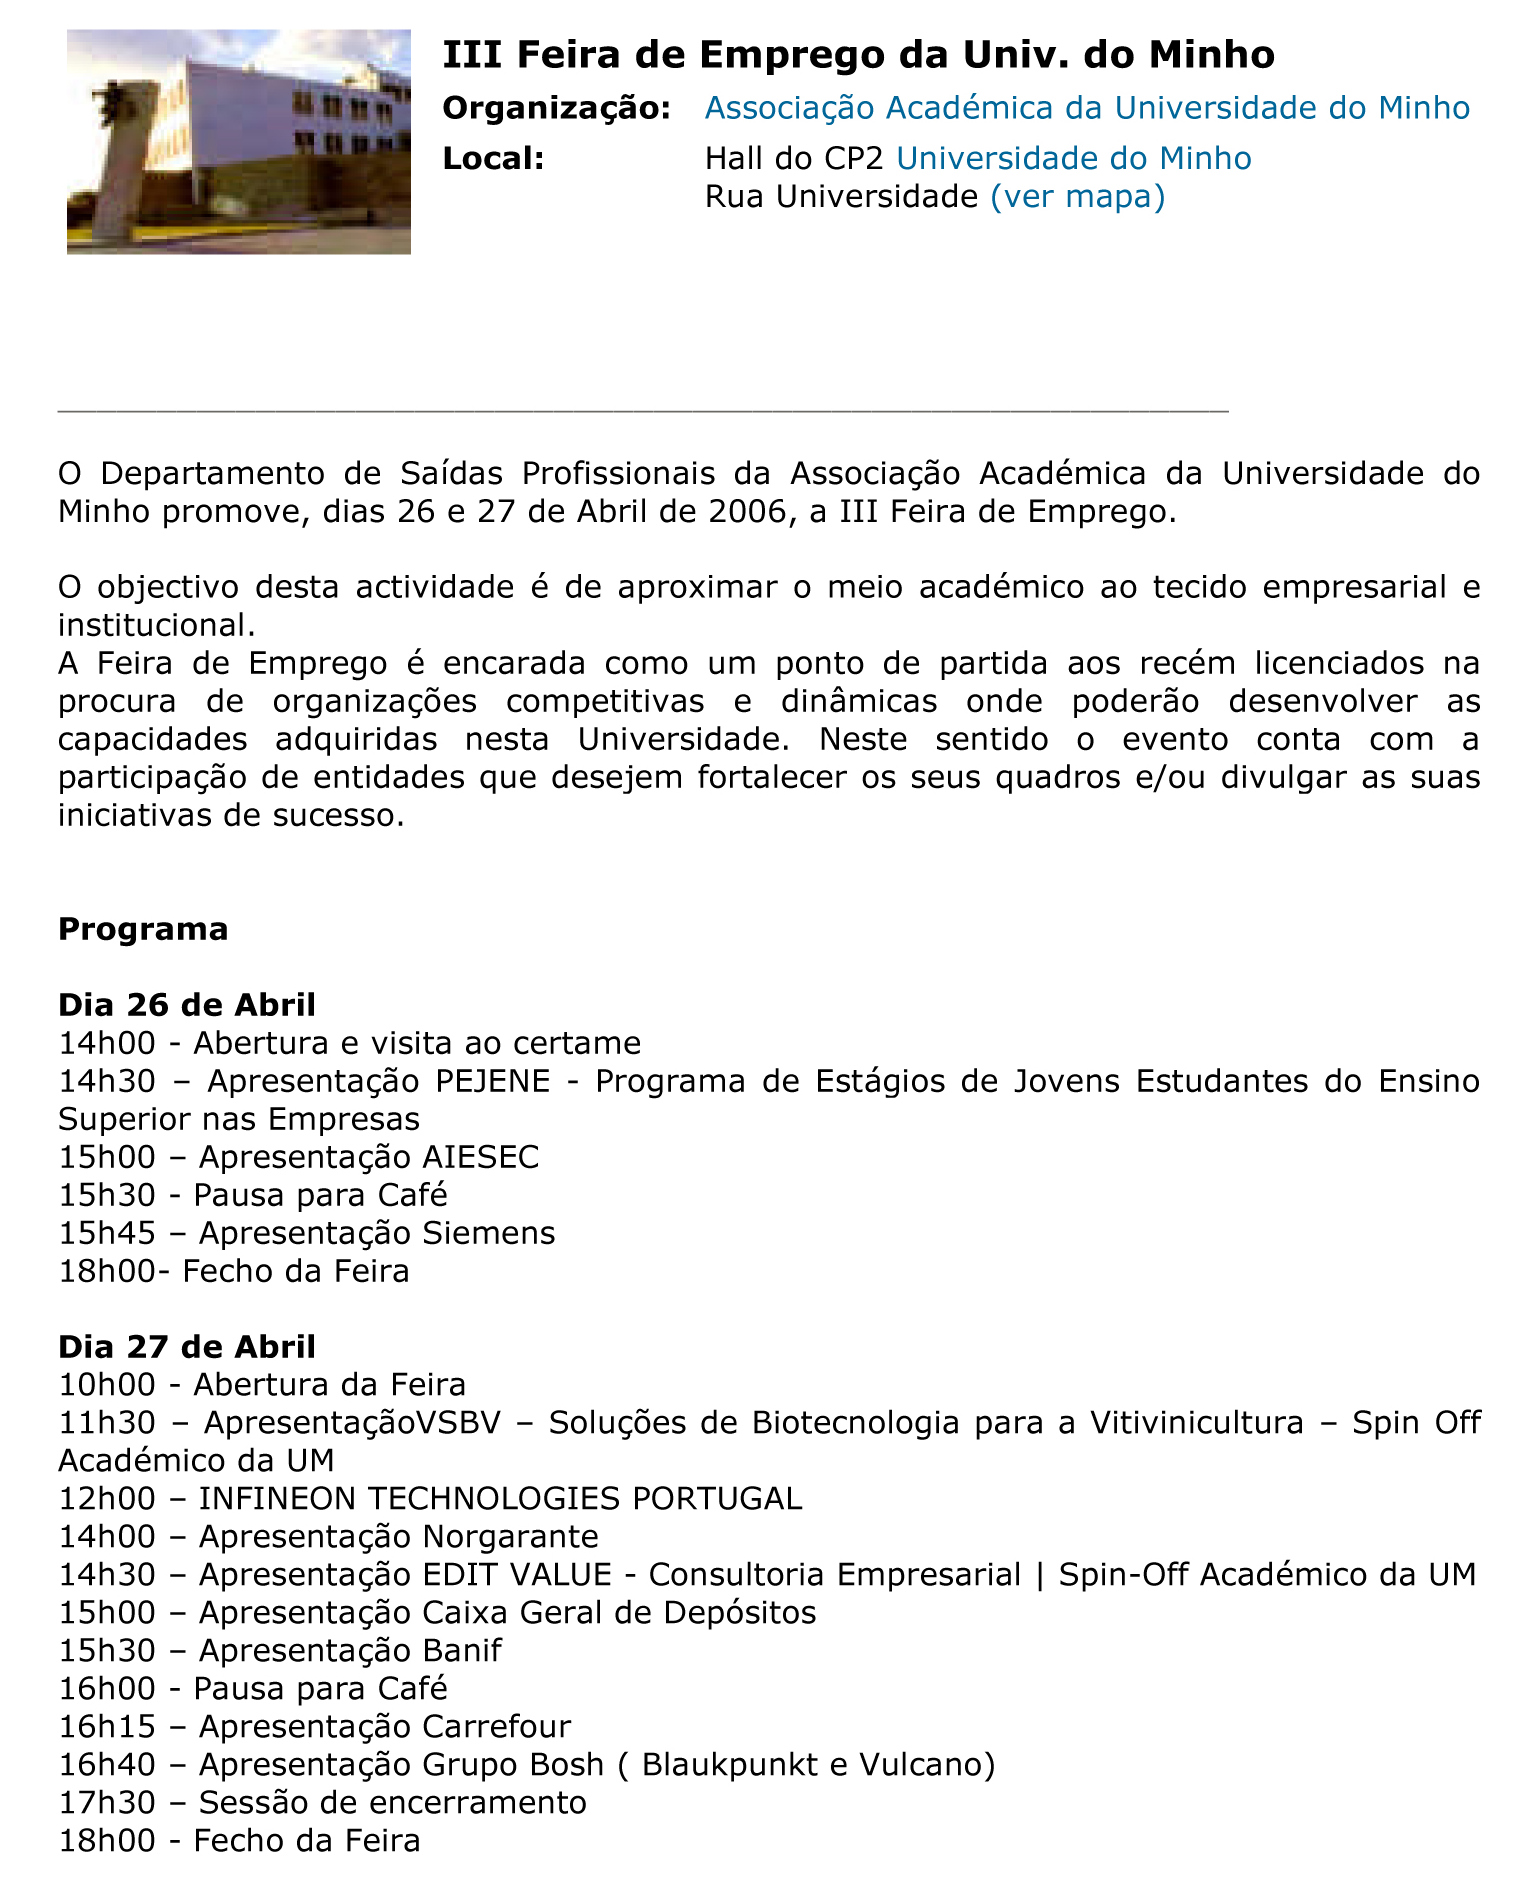 III Feira de Emprego da Univ. do Minho
Organização: Associação Académica da Universidade do Minho
Local: Hall do CP2 Universidade do Minho
Rua Universidade (ver mapa)
O Departamento de Saídas Profissionais da Associação Académica da Universidade do
Minho promove, dias 26 e 27 de Abril de 2006, a III Feira de Emprego.
O objectivo desta actividade é de aproximar o meio académico ao tecido empresarial e
institucional.
A Feira de Emprego é encarada como um ponto de partida aos recém licenciados na
procura de organizações competitivas e dinâmicas onde poderão desenvolver as
capacidades adquiridas nesta Universidade. Neste sentido o evento conta com a
participação de entidades que desejem fortalecer os seus quadros e/ou divulgar as suas
iniciativas de sucesso.
Programa
Dia 26 de Abril
14h00 - Abertura e visita ao certame
14h30 – Apresentação PEJENE - Programa de Estágios de Jovens Estudantes do Ensino
Superior nas Empresas
15h00 – Apresentação AIESEC
15h30 - Pausa para Café
15h45 – Apresentação Siemens
18h00- Fecho da Feira
Dia 27 de Abril
10h00 - Abertura da Feira
11h30 – ApresentaçãoVSBV – Soluções de Biotecnologia para a Vitivinicultura – Spin Off
Académico da UM
12h00 – INFINEON TECHNOLOGIES PORTUGAL
14h00 – Apresentação Norgarante
14h30 – Apresentação EDIT VALUE - Consultoria Empresarial | Spin-Off Académico da UM
15h00 – Apresentação Caixa Geral de Depósitos
15h30 – Apresentação Banif
16h00 - Pausa para Café
16h15 – Apresentação Carrefour
16h40 – Apresentação Grupo Bosh ( Blaukpunkt e Vulcano)
17h30 – Sessão de encerramento
18h00 - Fecho da Feira